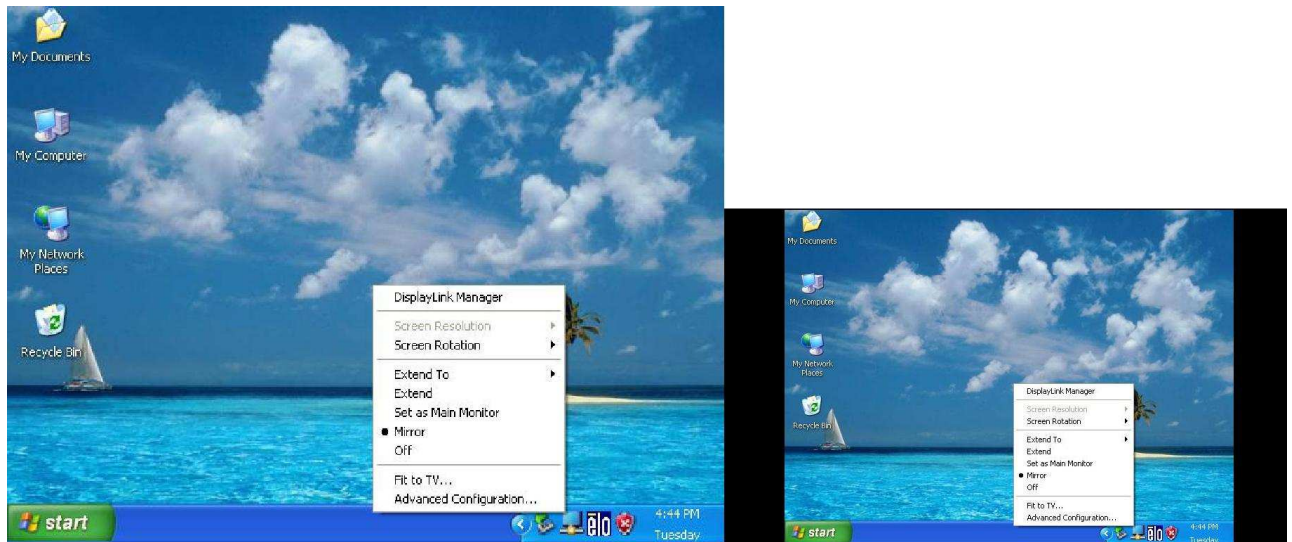 My Documents
My Computer
My Network
Places
Recycle Bin
DisplayLink Manager
Screen Resolution
Screen Rotation
Extend To
Extend
Set as Main Monitor
Mirror
Off
Fit to TV...
Advanced Configuration...
start
ēlo
4:44 PM
Tuesday
My Documents
My Computer
My Network
Places
Recycle Bin
DisplayLink Manager
Screen Resolution
Screen Rotation
Extend To
Extend
Set as Main Monitor
Mirror
Off
Fit to TV...
Advanced Configuration...
start
ēlo
4:44 PM
Tuesday